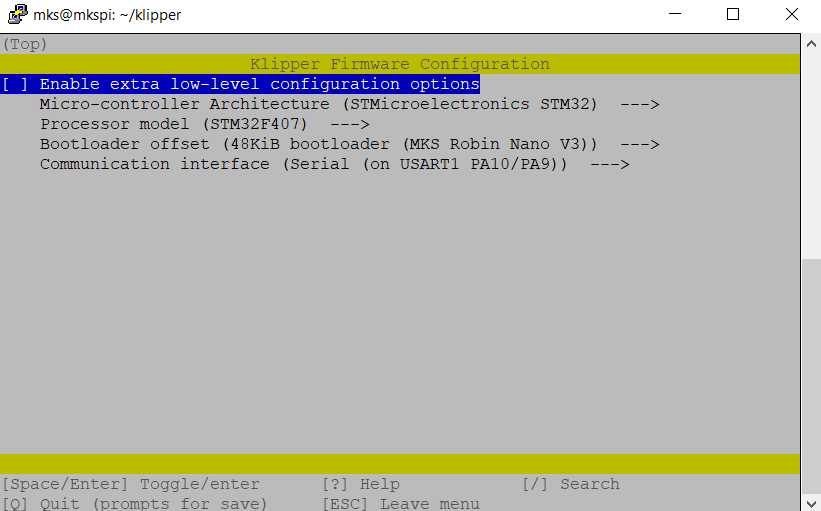 mks@mkspi: ~/klipper
(Top)
Klipper Firmware Configuration
[ ] Enable extra low-level configuration options
Micro-controller Architecture (STMicroelectronics STM32)  --->
Processor model (STM32F407)  --->
Bootloader offset (48KiB bootloader (MKS Robin Nano V3))  --->
Communication interface (Serial (on USART1 PA10/PA9))  --->
[Space/Enter] Toggle/enter      [?] Help          [/] Search
[Q] Quit (prompts for save)     [ESC] Leave menu